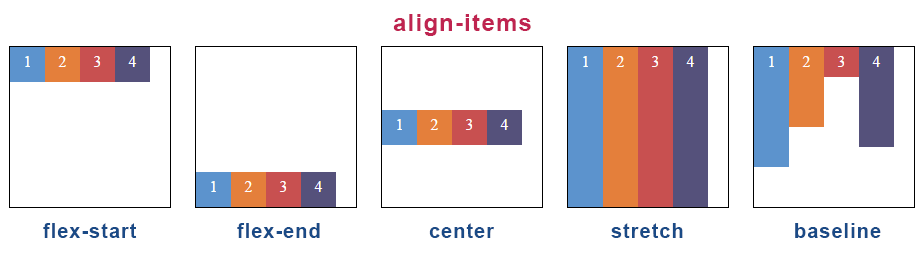 align-items
1 2 3 4
1 2 3 4
1 2 3 4
1 2 3 4
1 2 3 4
flex-start
flex-end
center
stretch
baseline